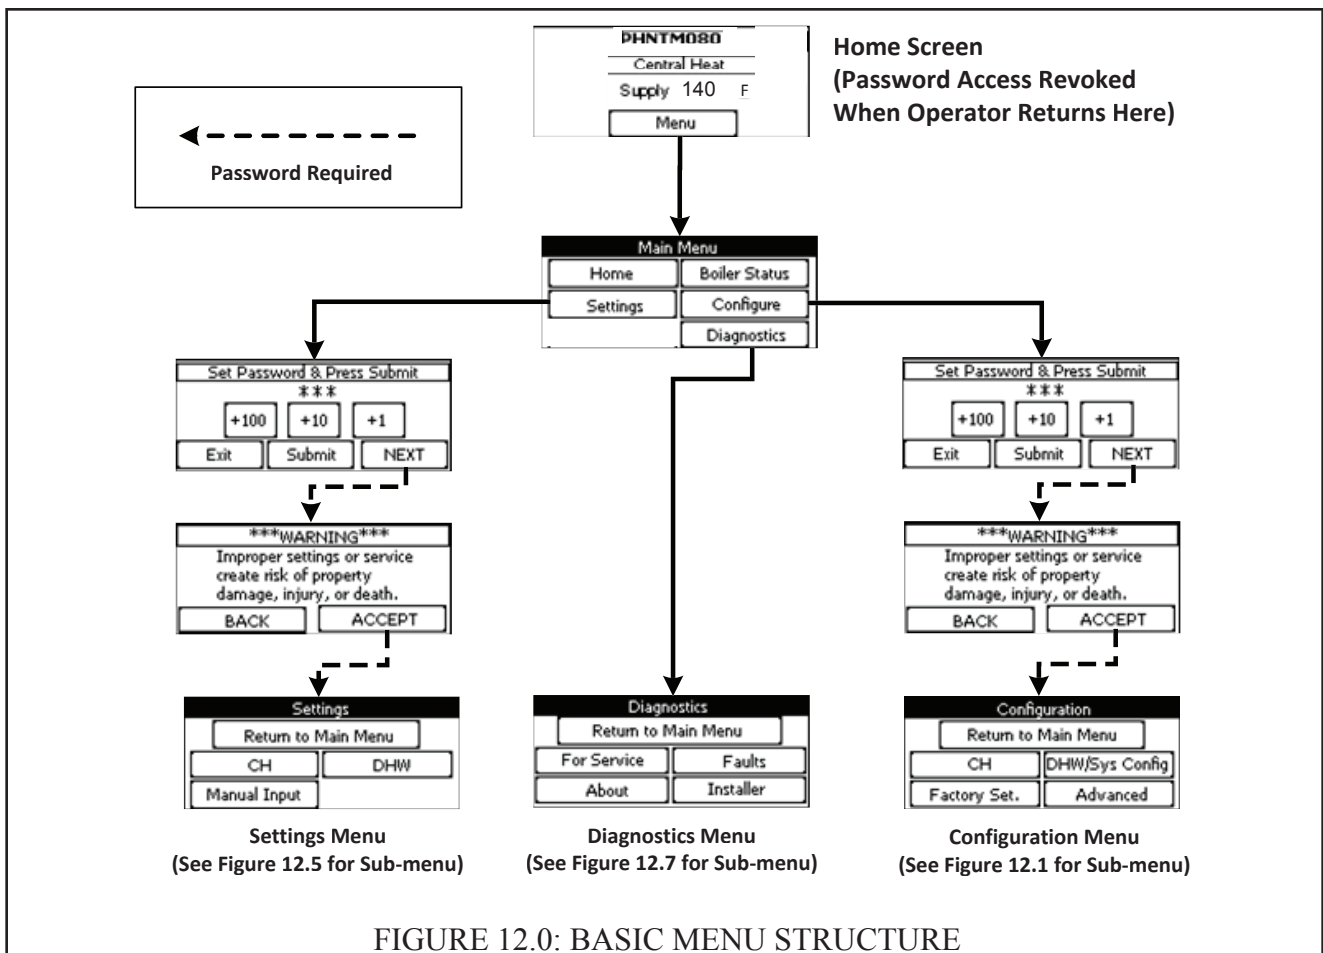 PHNTM080
Central Heat
Supply 140 F
Menu
Home Screen
(Password Access Revoked
When Operator Returns Here)
Password Required
Main Menu
Home Boiler Status
Settings Configure
Diagnostics
Set Password & Press Submit
***
+100 +10 +1
Exit Submit NEXT
***WARNING***
Improper settings or service
create risk of property
damage, injury, or death.
BACK ACCEPT
Settings
Return to Main Menu
CH DHW
Manual Input
Settings Menu
(See Figure 12.5 for Sub-menu)
Diagnostics
Return to Main Menu
For Service Faults
About Installer
Diagnostics Menu
(See Figure 12.7 for Sub-menu)
Set Password & Press Submit
***
+100 +10 +1
Exit Submit NEXT
***WARNING***
Improper settings or service
create risk of property
damage, injury, or death.
BACK ACCEPT
Configuration
Return to Main Menu
CH DHW/Sys Config
Factory Set. Advanced
Configuration Menu
(See Figure 12.1 for Sub-menu)
FIGURE 12.0: BASIC MENU STRUCTURE